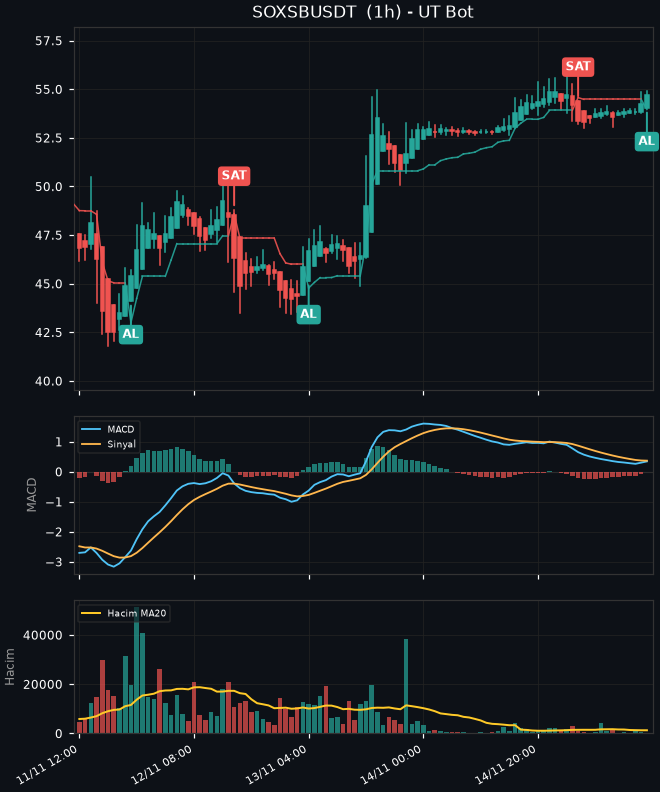 SOXSBUSDT (1h) - UT Bot
57.5
55.0
52.5
50.0
47.5
45.0
42.5
40.0
SAT
SAT
AL
AL
AL
MACD
Sinyal
MACD
1
0
−1
−2
−3
Hacim MA20
Hacim
40000
20000
0
11/11 12:00
12/11 08:00
13/11 04:00
14/11 00:00
14/11 20:00